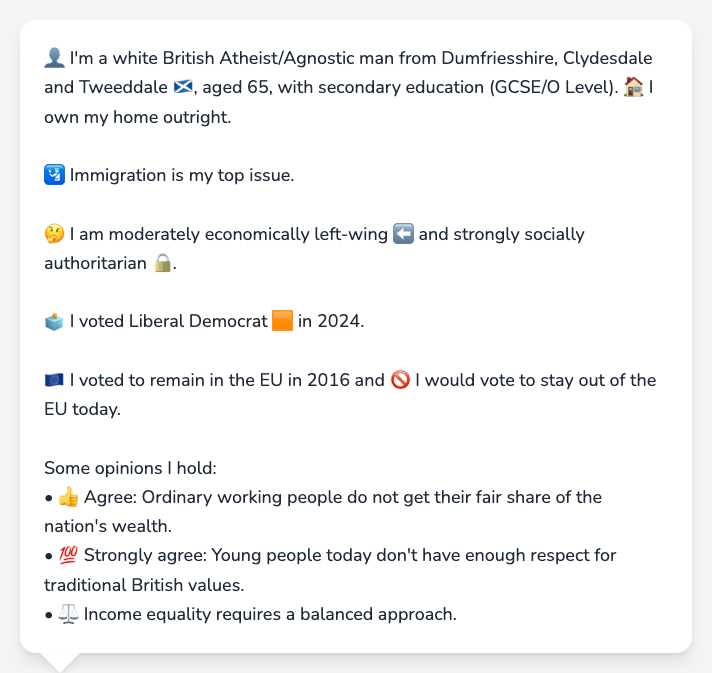 👤 I'm a white British Atheist/Agnostic man from Dumfriesshire, Clydesdale
and Tweeddale 🏴󠁧󠁢󠁳󠁣󠁴󠁿, aged 65, with secondary education (GCSE/O Level). 🏠 I
own my home outright.
🛂 Immigration is my top issue.
🤔 I am moderately economically left-wing ⬅️ and strongly socially
authoritarian 🔒.
🗳️ I voted Liberal Democrat 🟧 in 2024.
🇪🇺 I voted to remain in the EU in 2016 and 🚫 I would vote to stay out of the
EU today.
Some opinions I hold:
• 👍 Agree: Ordinary working people do not get their fair share of the
nation's wealth.
• 💯 Strongly agree: Young people today don't have enough respect for
traditional British values.
• ⚖️ Income equality requires a balanced approach.